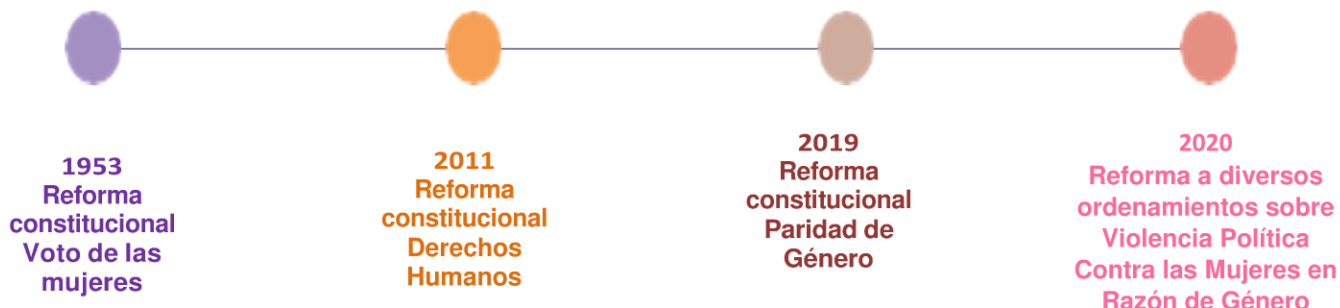 1953
Reforma
constitucional
Voto de las
mujeres
2011
Reforma
constitucional
Derechos
Humanos
2019
Reforma
constitucional
Paridad de
Género
2020
Reforma a diversos
ordenamientos sobre
Violencia Política
Contra las Mujeres en
Razón de Género